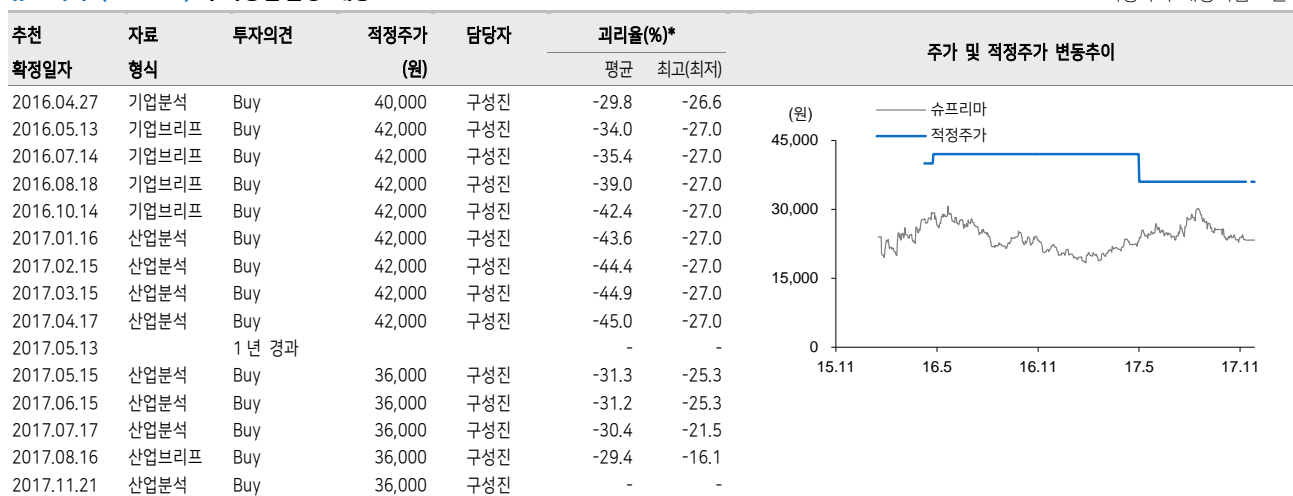 추천 자료 투자의견 적정주가 담당자 괴리율(%)* 주가 및 적정주가 변동추이
확정일자 형식 (원) 평균 최고(최저)
2016.04.27 기업분석 Buy 40,000 구성진 -29.8 -26.6
2016.05.13 기업브리프 Buy 42,000 구성진 -34.0 -27.0
2016.07.14 기업브리프 Buy 42,000 구성진 -35.4 -27.0
2016.08.18 기업브리프 Buy 42,000 구성진 -39.0 -27.0
2016.10.14 기업브리프 Buy 42,000 구성진 -42.4 -27.0
2017.01.16 산업분석 Buy 42,000 구성진 -43.6 -27.0
2017.02.15 산업분석 Buy 42,000 구성진 -44.4 -27.0
2017.03.15 산업분석 Buy 42,000 구성진 -44.9 -27.0
2017.04.17 산업분석 Buy 42,000 구성진 -45.0 -27.0
2017.05.13 1년 경과 - -
2017.05.15 산업분석 Buy 36,000 구성진 -31.3 -25.3
2017.06.15 산업분석 Buy 36,000 구성진 -31.2 -25.3
2017.07.17 산업분석 Buy 36,000 구성진 -30.4 -21.5
2017.08.16 산업브리프 Buy 36,000 구성진 -29.4 -16.1
2017.11.21 산업분석 Buy 36,000 구성진 - -
(원)
슈프리마
적정주가
45,000
30,000
15,000
0
15.11 16.5 16.11 17.5 17.11